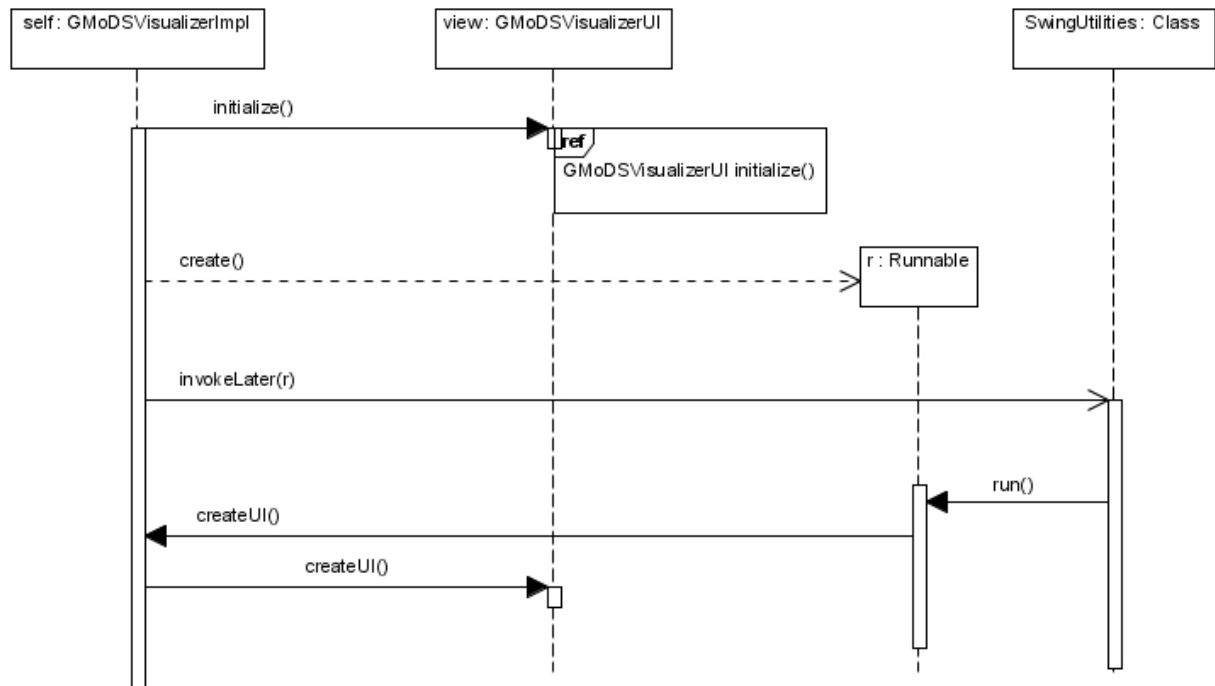 self: GMoDSVisualizerImpl
view: GMoDSVisualizerUI
SwingUtilities: Class
initialize()
ref
GMoDSVisualizerUI initialize()
create()
r : Runnable
invokeLater(r)
run()
createUI()
createUI()